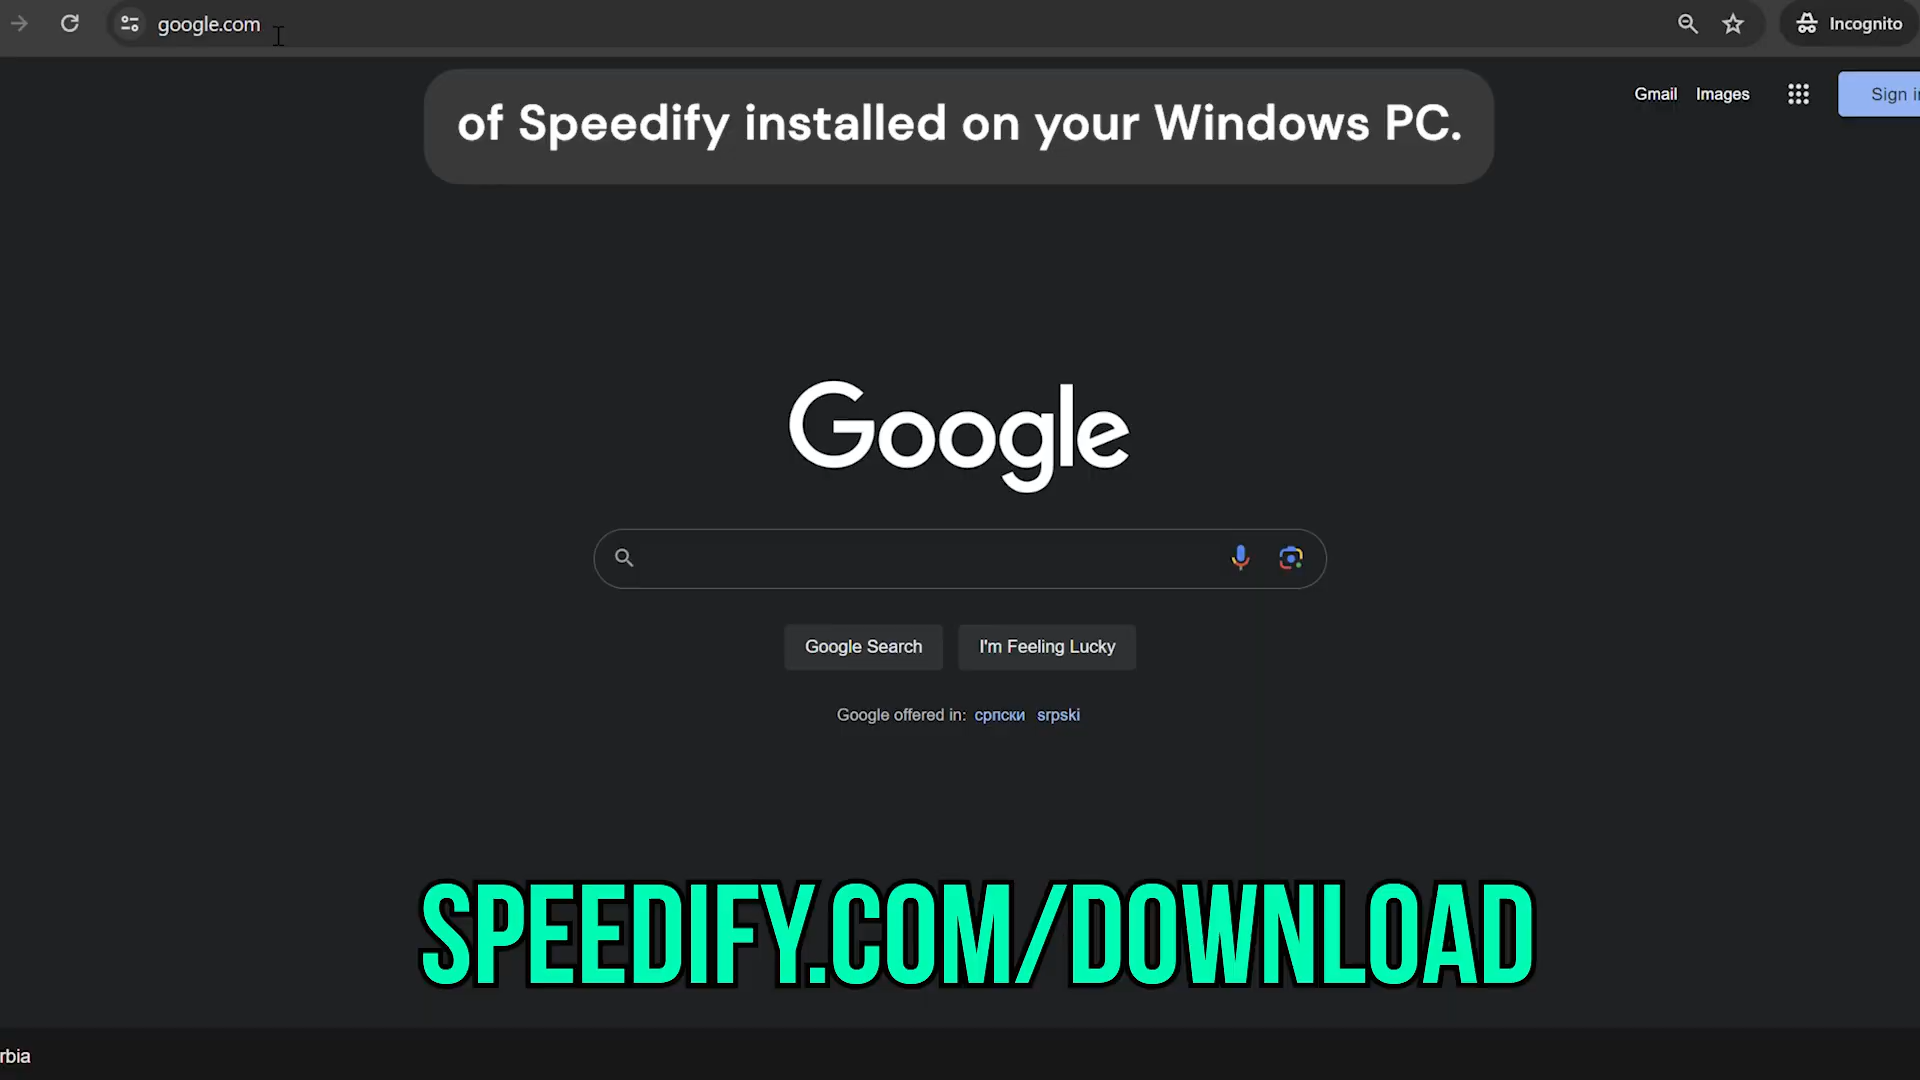 google.com
Incognito
Gmail Images
of Speedify installed on your Windows PC.
Google
Google Search I'm Feeling Lucky
Google offered in: српски srpski
SPEEDIFY.COM/DOWNLOAD